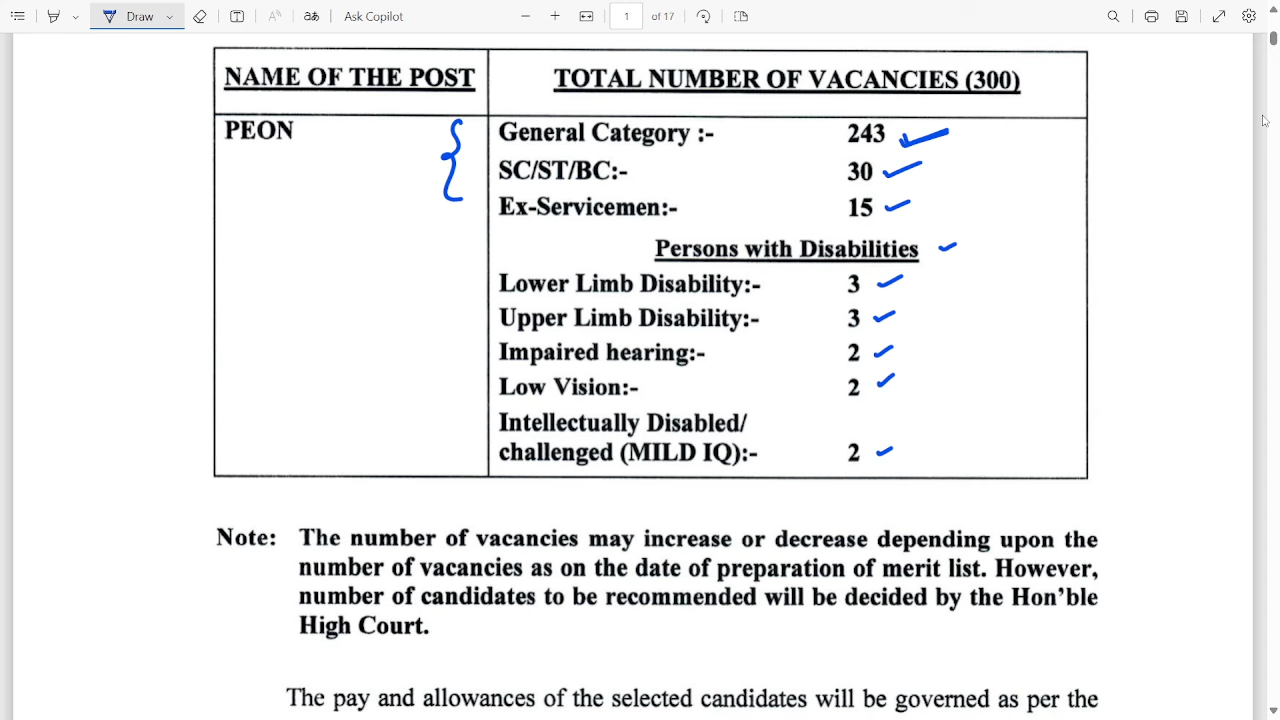 Draw
Ask Copilot
1 of 17
NAME OF THE POST
TOTAL NUMBER OF VACANCIES (300)
PEON
General Category :- 243
SC/ST/BC:- 30
Ex-Servicemen:- 15
Persons with Disabilities
Lower Limb Disability:- 3
Upper Limb Disability:- 3
Impaired hearing:- 2
Low Vision:- 2
Intellectually Disabled/
challenged (MILD IQ):- 2
Note: The number of vacancies may increase or decrease depending upon the
number of vacancies as on the date of preparation of merit list. However,
number of candidates to be recommended will be decided by the Hon'ble
High Court.
The pay and allowances of the selected candidates will be governed as per the